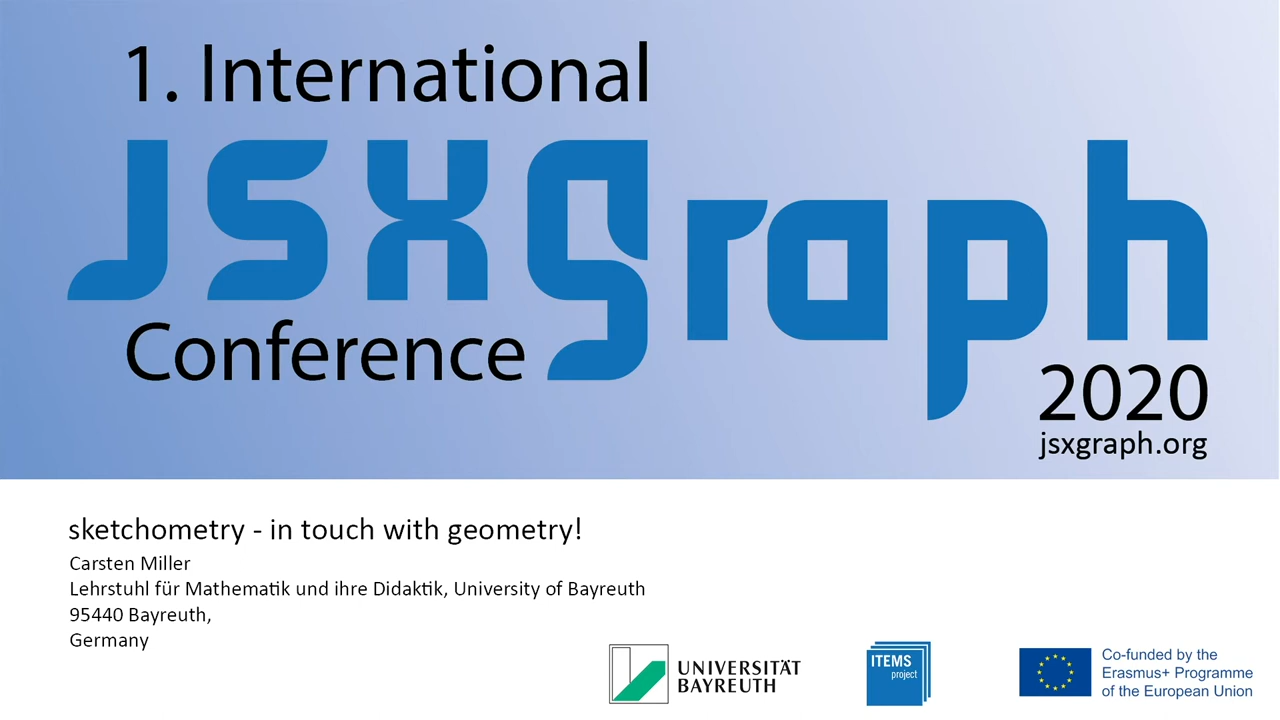 1. International
JSXgraph
Conference
2020
jsxgraph.org
sketchometry - in touch with geometry!
Carsten Miller
Lehrstuhl für Mathematik und ihre Didaktik, University of Bayreuth
95440 Bayreuth,
Germany
UNIVERSITÄT
BAYREUTH
ITEMS
project
Co-funded by the
Erasmus+ Programme
of the European Union